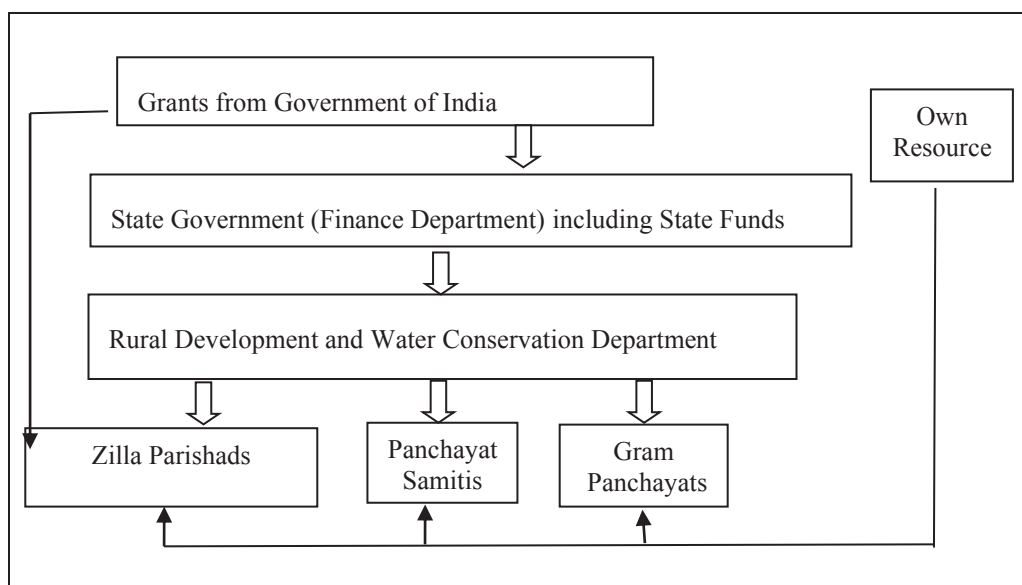 Grants from Government of India
Own
Resource
State Government (Finance Department) including State Funds
Rural Development and Water Conservation Department
Zilla Parishads
Panchayat
Samitis
Gram
Panchayats